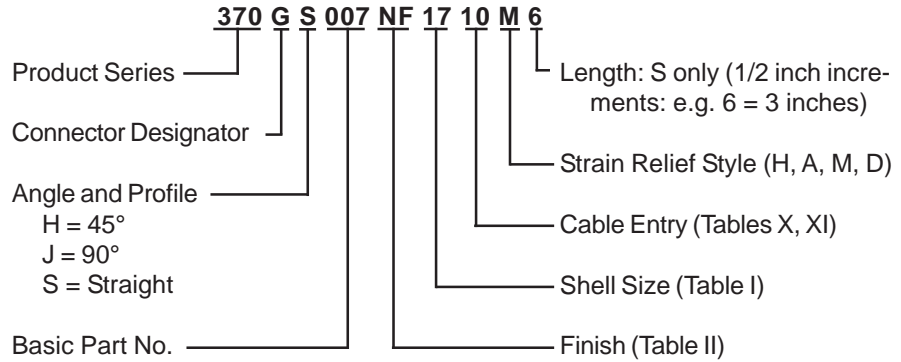 370 G S 007 NF 17 10 M 6
Product Series
Connector Designator
Angle and Profile
H = 45°
J = 90°
S = Straight
Basic Part No.
Length: S only (1/2 inch incre-
ments: e.g. 6 = 3 inches)
Strain Relief Style (H, A, M, D)
Cable Entry (Tables X, XI)
Shell Size (Table I)
Finish (Table II)